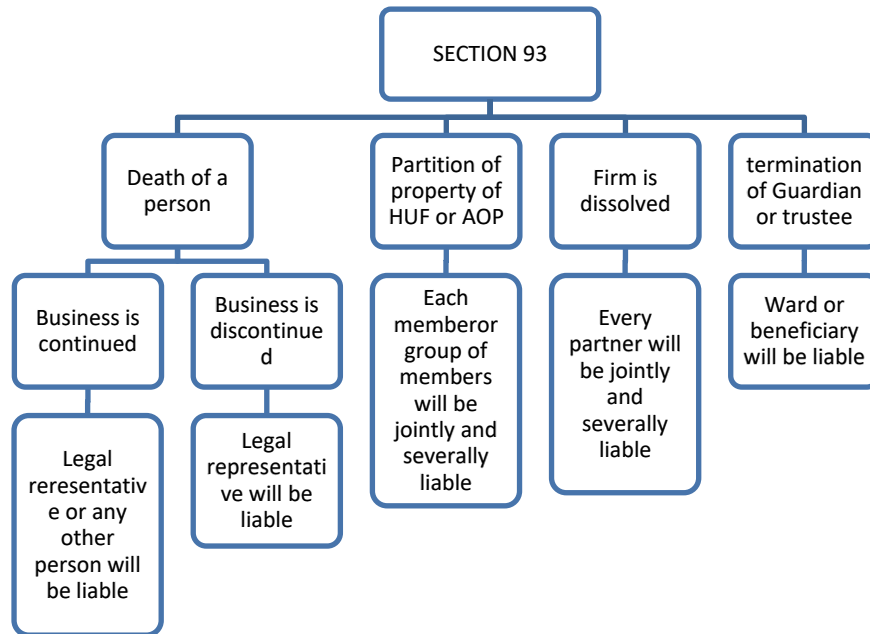 SECTION 93
Death of a
person
Partition of
property of
HUF or AOP
Firm is
dissolved
termination
of Guardian
or trustee
Business is
continued
Business is
discontinue
d
Each
memberor
group of
members
will be
jointly and
severally
liable
Every
partner will
be jointly
and
severally
liable
Ward or
beneficiary
will be liable
Legal
reresentativ
e or any
other
person will
be liable
Legal
representati
ve will be
liable